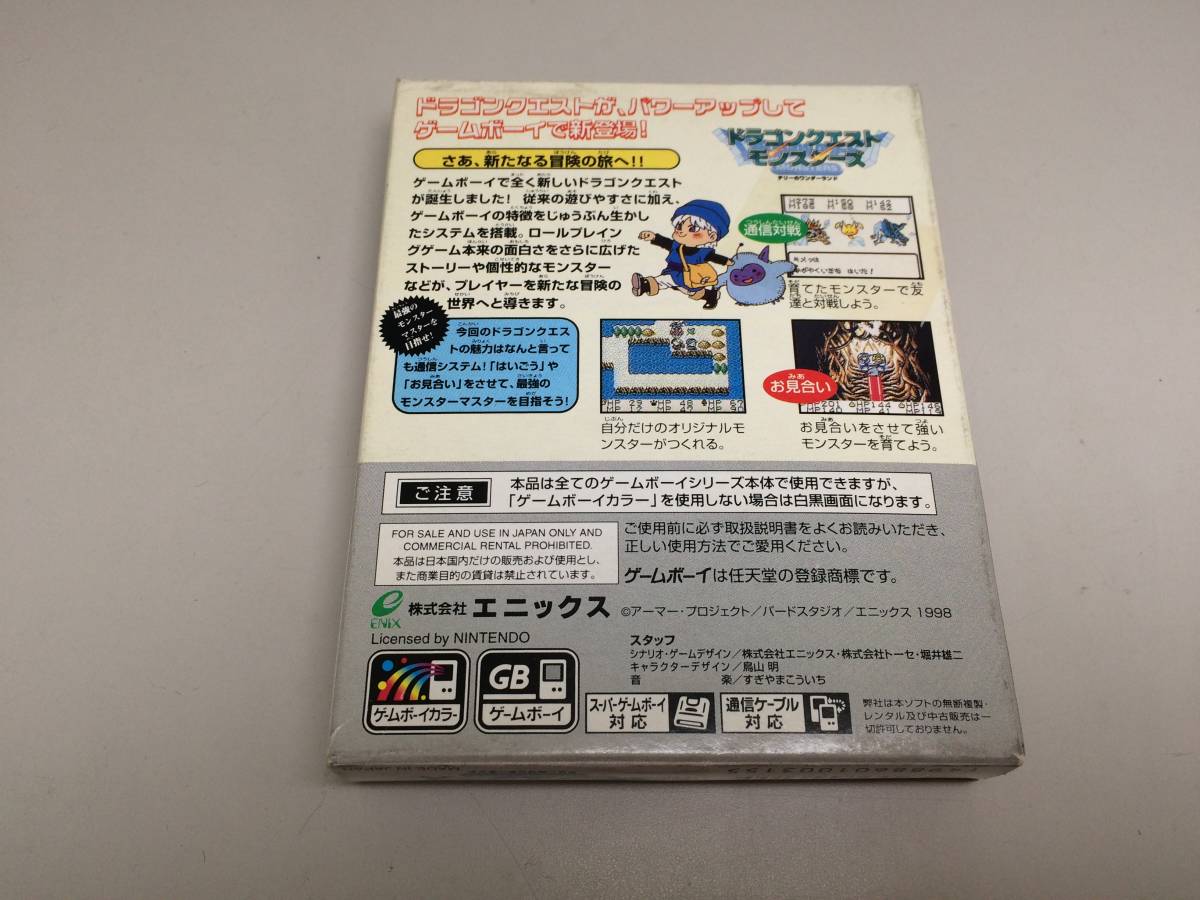 ドラゴンクエストが、パワーアップして
ゲームボーイで新登場!
さあ、新たなる冒険の旅へ!!
ゲームボーイで全く新しいドラゴンクエスト
が誕生しました! 従来の遊びやすさに加え、
ゲームボーイの特徴をじゅうぶん生かし
たシステムを搭載。ロールプレイン
グゲーム本来の面白さをさらに広げた
ストーリーや個性的なモンスター
などが、プレイヤーを新たな冒険の
世界へと導きます。
最強の
モンスター
マスターを
目指せ!
今回のドラゴンクエス
トの魅力はなんと言って
も通信システム!「はいごう」や
「お見合い」をさせて、最強の
モンスターマスターを目指そう!
ドラゴンクエスト
モンスターズ
テリーのワンダーランド
通信対戦
育てたモンスターで友
達と対戦しよう。
HP 29 HP 48 HP 67
MP 12 MP 42 MP 90
自分だけのオリジナルモ
ンスターがつくれる。
お見合い
HP201 HP144 HP148
MP140 MP 41 MP119
お見合いをさせて強い
モンスターを育てよう。
ご注意
本品は全てのゲームボーイシリーズ本体で使用できますが、
「ゲームボーイカラー」を使用しない場合は白黒画面になります。
FOR SALE AND USE IN JAPAN ONLY AND
COMMERCIAL RENTAL PROHIBITED.
本品は日本国内だけの販売および使用とし、
また商業目的の賃貸は禁止されています。
ご使用前に必ず取扱説明書をよくお読みいただき、
正しい使用方法でご愛用ください。
ゲームボーイは任天堂の登録商標です。
ENIX
株式会社 エニックス
©アーマー・プロジェクト/バードスタジオ/エニックス 1998
Licensed by NINTENDO
スタッフ
シナリオ・ゲームデザイン/株式会社エニックス・株式会社トーセ・堀井雄二
キャラクターデザイン/鳥山 明
音 楽/すぎやまこういち
ゲームボーイカラー
GB
ゲームボーイ
スーパーゲームボーイ
対応
通信ケーブル
対応
弊社は本ソフトの無断複製・
レンタル及び中古販売は一
切許可しておりません。
MADE IN JAPAN